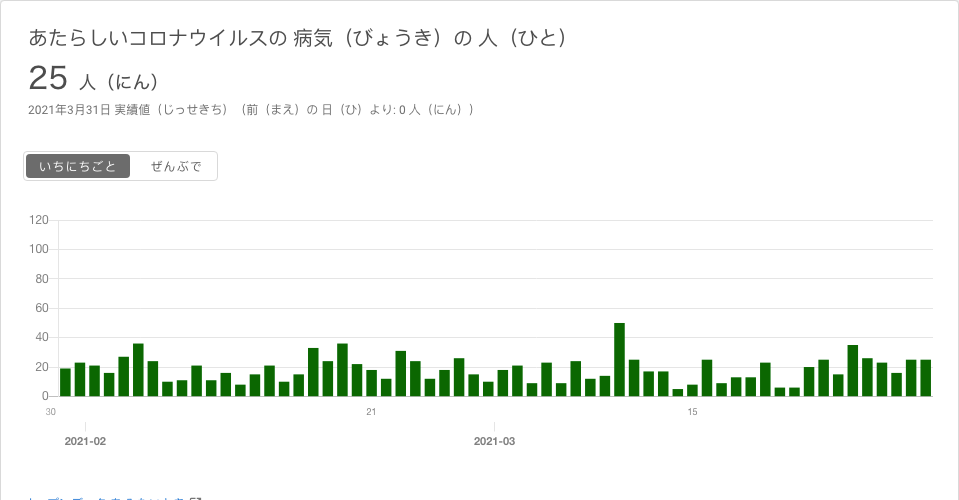 あたらしいコロナウイルスの 病気（びょうき）の 人（ひと）
25 人（にん）
2021年3月31日 実績値（じっせきち）（前（まえ）の 日（ひ）より: 0 人（にん））
いちにちごと ぜんぶで
120
100
80
60
40
20
0
30 21 15
2021-02 2021-03